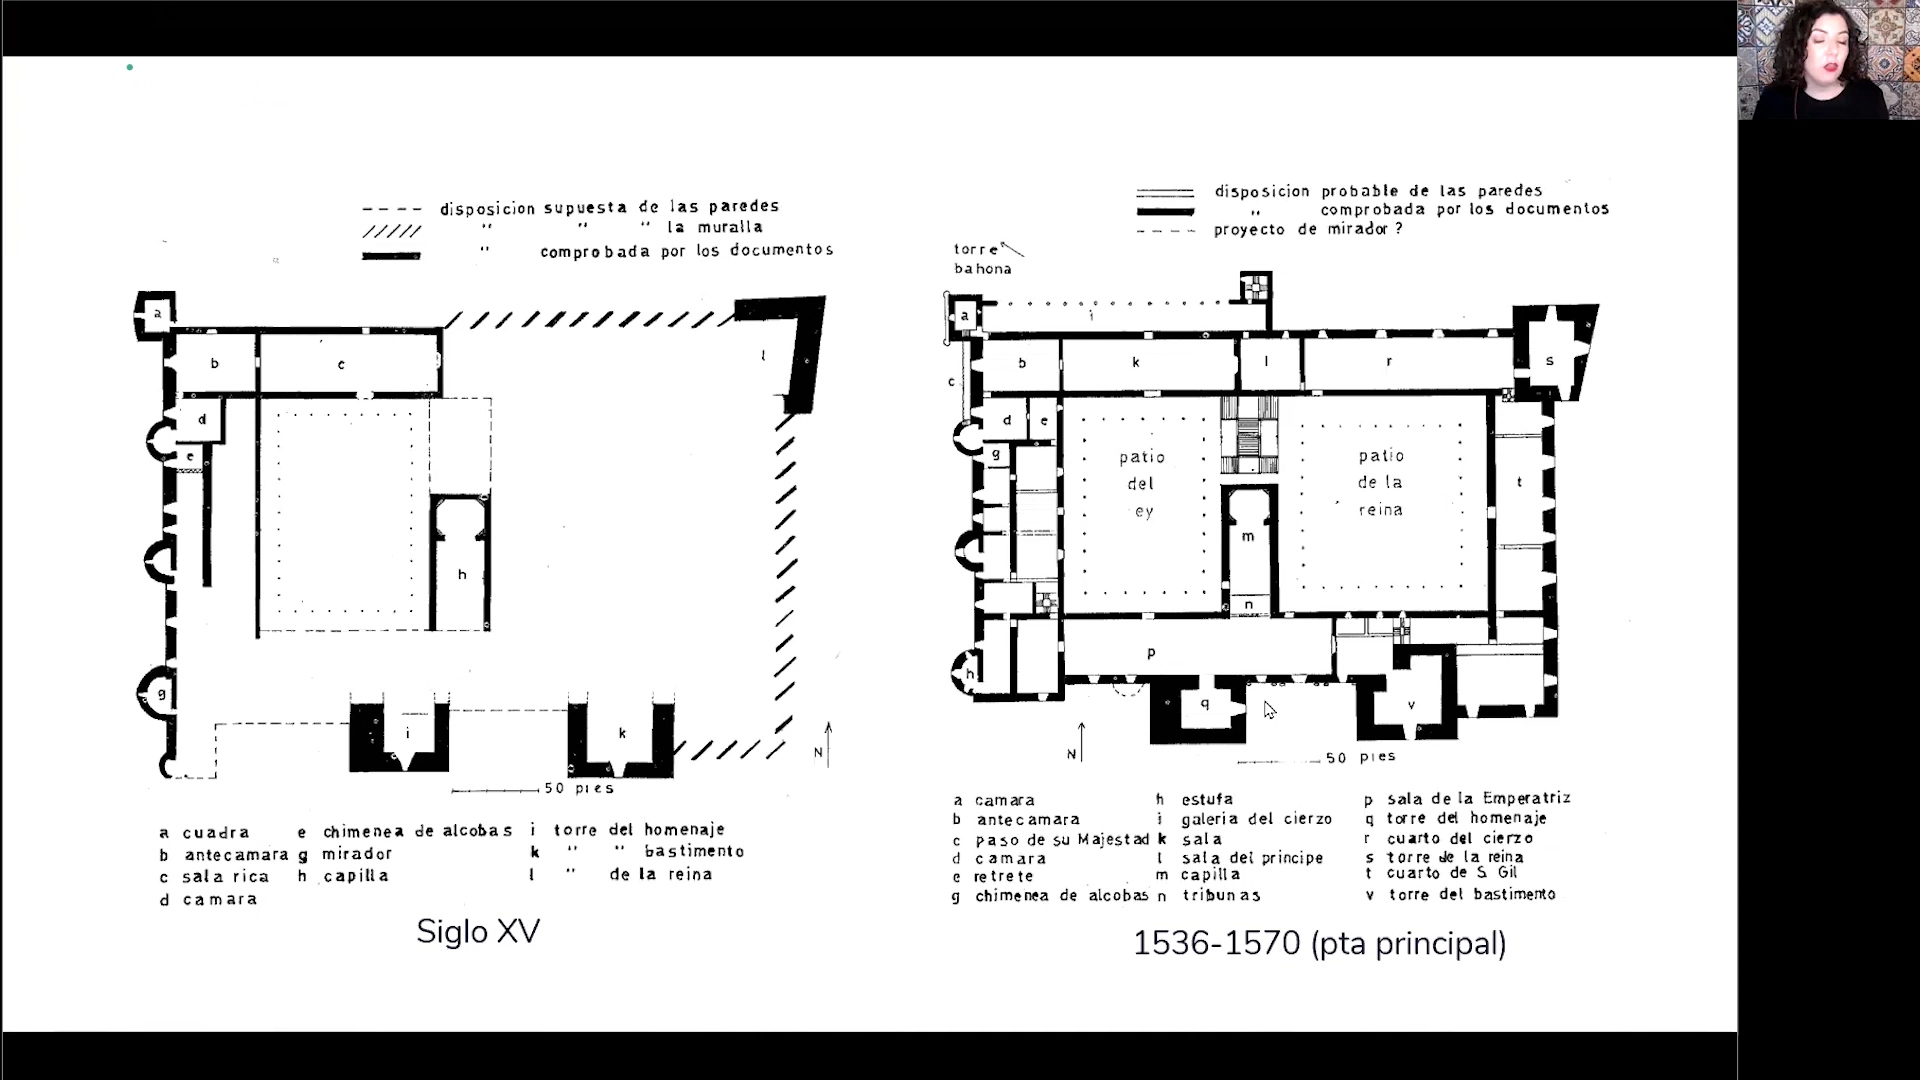 disposicion supuesta de las paredes
" " " la muralla
" comprobada por los documentos
a
b
c
d
e
g
h
i
k
l
N
50 pies
a cuadra e chimenea de alcobas i torre del homenaje
b antecamara g mirador k " " bastimento
c sala rica h capilla l " de la reina
d camara
Siglo XV
disposicion probable de las paredes
" comprobada por los documentos
proyecto de mirador ?
torre
bahona
a
i
b
k
l
r
s
c
d
e
g
patio
del
ey
patio
de la
reina
t
m
n
p
h
q
v
N
50 pies
a camara h estufa p sala de la Emperatriz
b antecamara i galeria del cierzo q torre del homenaje
c paso de su Majestad k sala r cuarto del cierzo
d camara l sala del principe s torre de la reina
e retrete m capilla t cuarto de S. Gil
g chimenea de alcobas n tribunas v torre del bastimento
1536-1570 (pta principal)